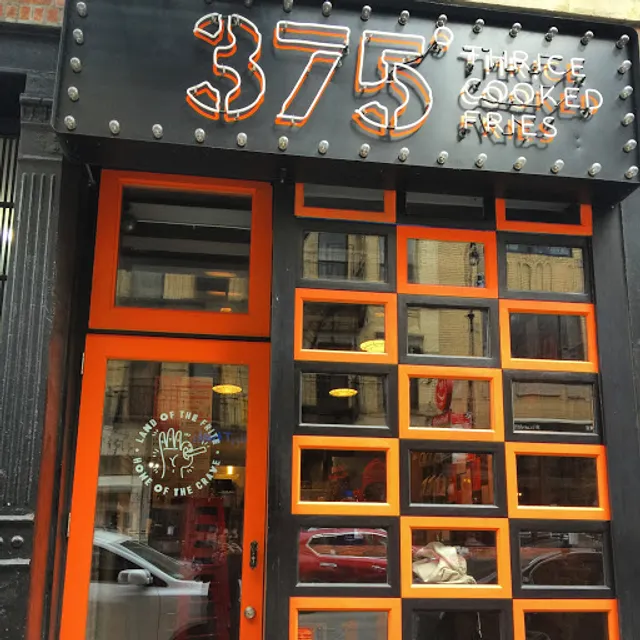 375°
THRICE
COOKED
FRIES
LAND OF THE FRITE
HOME OF THE CRAVE